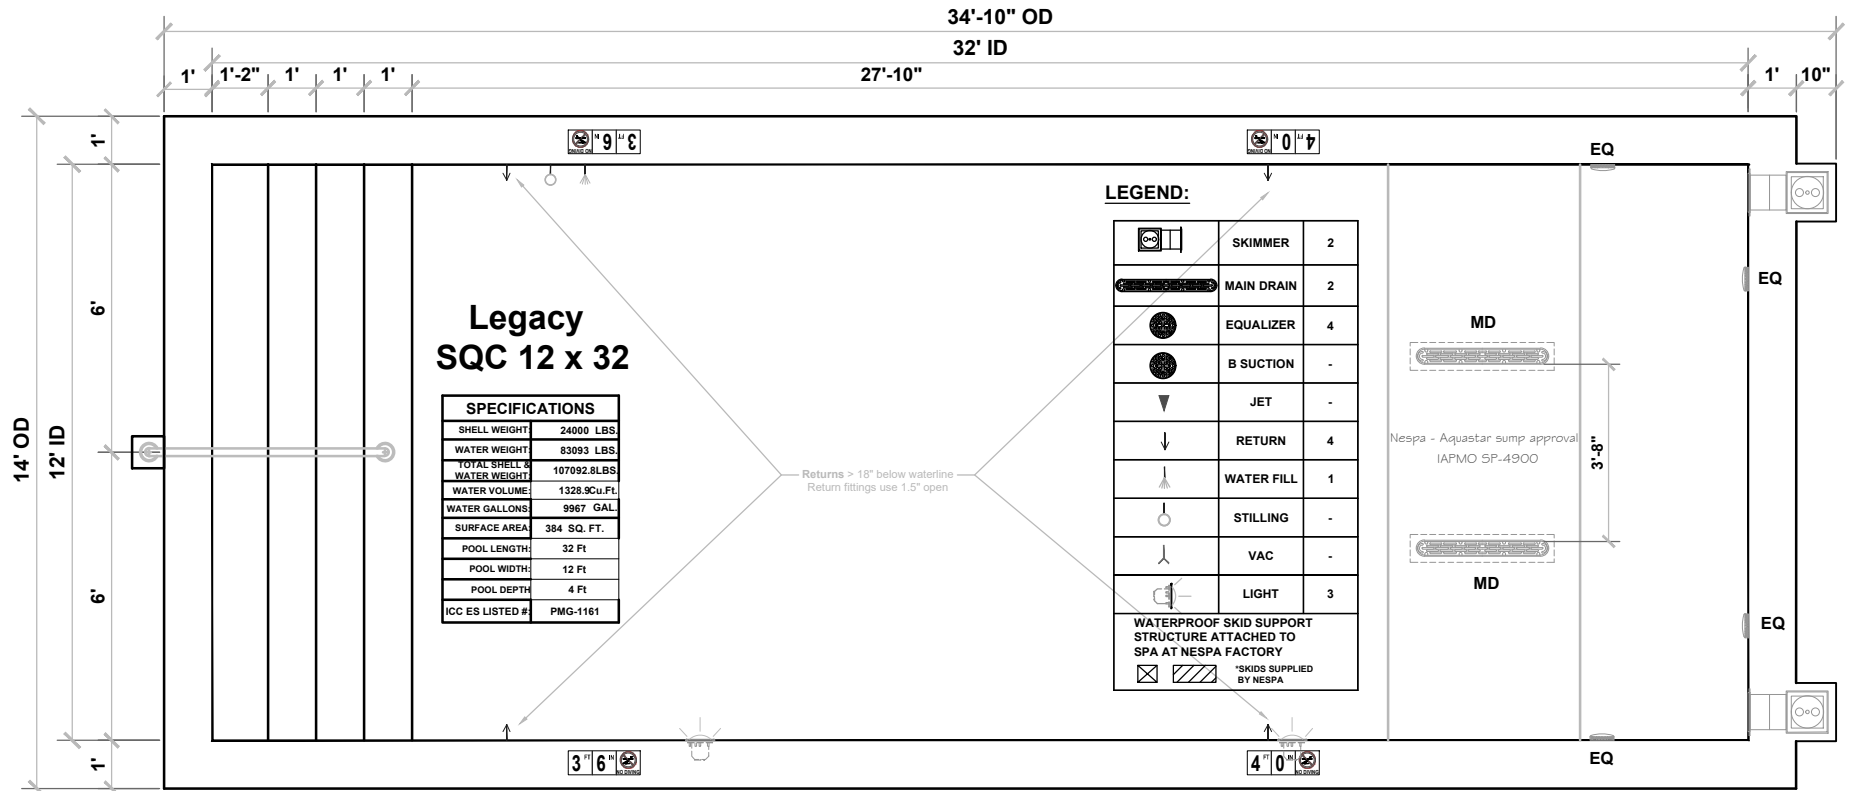 34'-10" OD
32' ID
1' 1'-2" 1' 1' 1' 27'-10" 1' 10"
3 FT 6 IN NO DIVING
4 FT 0 IN NO DIVING
EQ
1'
LEGEND:
SKIMMER 2
MAIN DRAIN 2
EQUALIZER 4
B SUCTION -
JET -
RETURN 4
WATER FILL 1
STILLING -
VAC -
LIGHT 3
WATERPROOF SKID SUPPORT
STRUCTURE ATTACHED TO
SPA AT NESPA FACTORY
*SKIDS SUPPLIED
BY NESPA
EQ
6'
Legacy
SQC 12 x 32
MD
SPECIFICATIONS
SHELL WEIGHT: 24000 LBS.
WATER WEIGHT: 83093 LBS.
TOTAL SHELL &
WATER WEIGHT: 107092.8LBS.
WATER VOLUME: 1328.9Cu.Ft.
WATER GALLONS: 9967 GAL.
SURFACE AREA: 384 SQ. FT.
POOL LENGTH: 32 Ft
POOL WIDTH: 12 Ft
POOL DEPTH 4 Ft
ICC ES LISTED #: PMG-1161
14' OD
12' ID
Returns > 18" below waterline
Return fittings use 1.5" open
Nespa - Aquastar sump approval
IAPMO SP-4900
3'-8"
MD
6'
EQ
1'
3 FT 6 IN NO DIVING
4 FT 0 IN NO DIVING
EQ